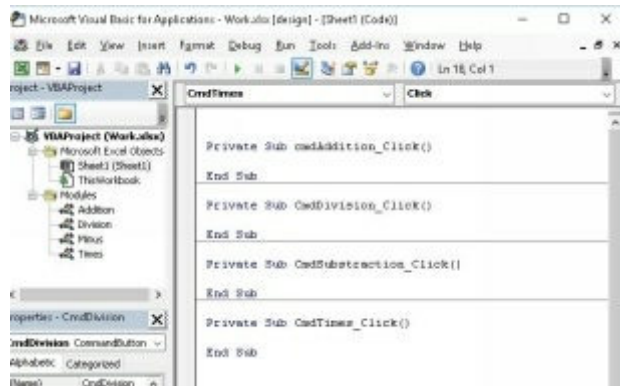 Microsoft Visual Basic for Applications - Work.xlsx [design] - [Sheet1 (Code)]
File Edit View Insert Format Debug Run Tools Add-Ins Window Help
Ln 18, Col 1
roject - VBAProject
CmdTimes
Click
VBAProject (Work.xlsx)
Microsoft Excel Objects
Sheet1 (Sheet1)
ThisWorkbook
Modules
Addition
Division
Minus
Times
Private Sub cmdAddition_Click()
End Sub
Private Sub CmdDivision_Click()
End Sub
Private Sub CmdSubstraction_Click()
End Sub
Private Sub CmdTimes_Click()
End Sub
roperties - CmdDivision
CmdDivision CommandButton
Alphabetic Categorized
(Name) CmdDivision